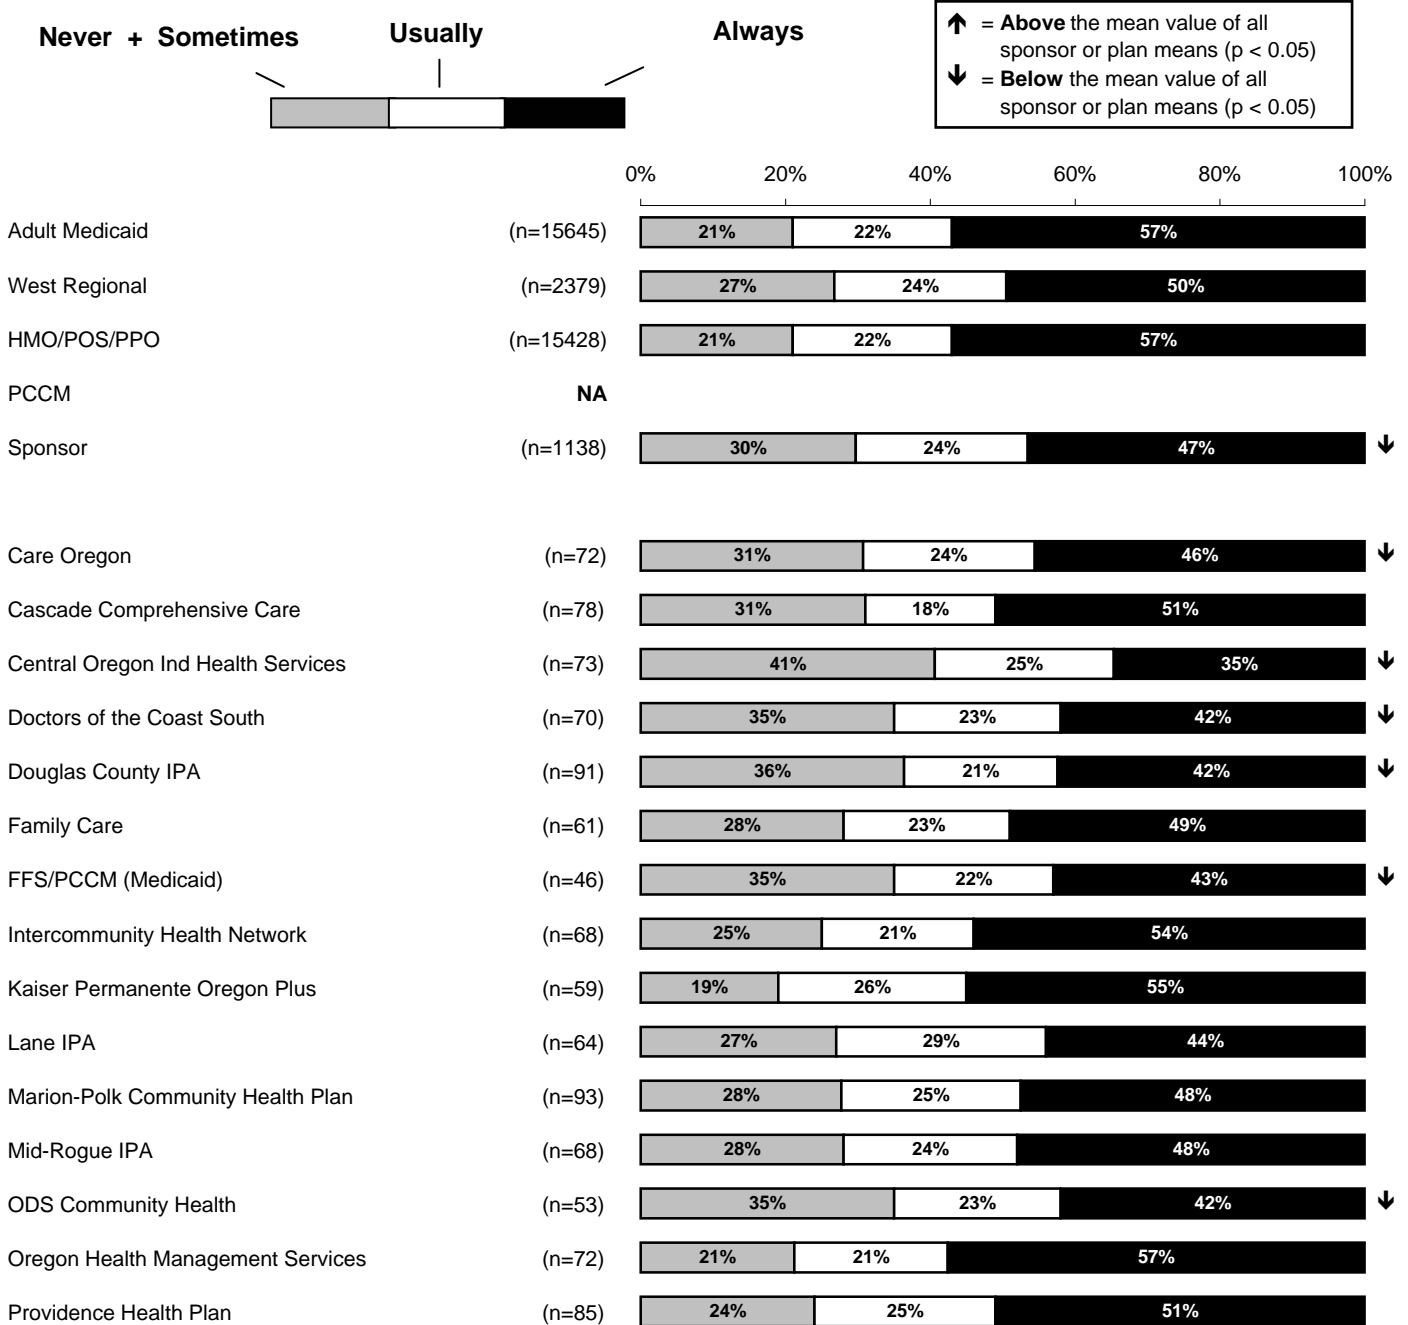 Never + Sometimes Usually Always
↑ = Above the mean value of all
sponsor or plan means (p < 0.05)
↓ = Below the mean value of all
sponsor or plan means (p < 0.05)
0% 20% 40% 60% 80% 100%
Adult Medicaid (n=15645) 21% 22% 57%
West Regional (n=2379) 27% 24% 50%
HMO/POS/PPO (n=15428) 21% 22% 57%
PCCM NA
Sponsor (n=1138) 30% 24% 47% ↓
Care Oregon (n=72) 31% 24% 46% ↓
Cascade Comprehensive Care (n=78) 31% 18% 51%
Central Oregon Ind Health Services (n=73) 41% 25% 35% ↓
Doctors of the Coast South (n=70) 35% 23% 42% ↓
Douglas County IPA (n=91) 36% 21% 42% ↓
Family Care (n=61) 28% 23% 49%
FFS/PCCM (Medicaid) (n=46) 35% 22% 43% ↓
Intercommunity Health Network (n=68) 25% 21% 54%
Kaiser Permanente Oregon Plus (n=59) 19% 26% 55%
Lane IPA (n=64) 27% 29% 44%
Marion-Polk Community Health Plan (n=93) 28% 25% 48%
Mid-Rogue IPA (n=68) 28% 24% 48%
ODS Community Health (n=53) 35% 23% 42% ↓
Oregon Health Management Services (n=72) 21% 21% 57%
Providence Health Plan (n=85) 24% 25% 51%